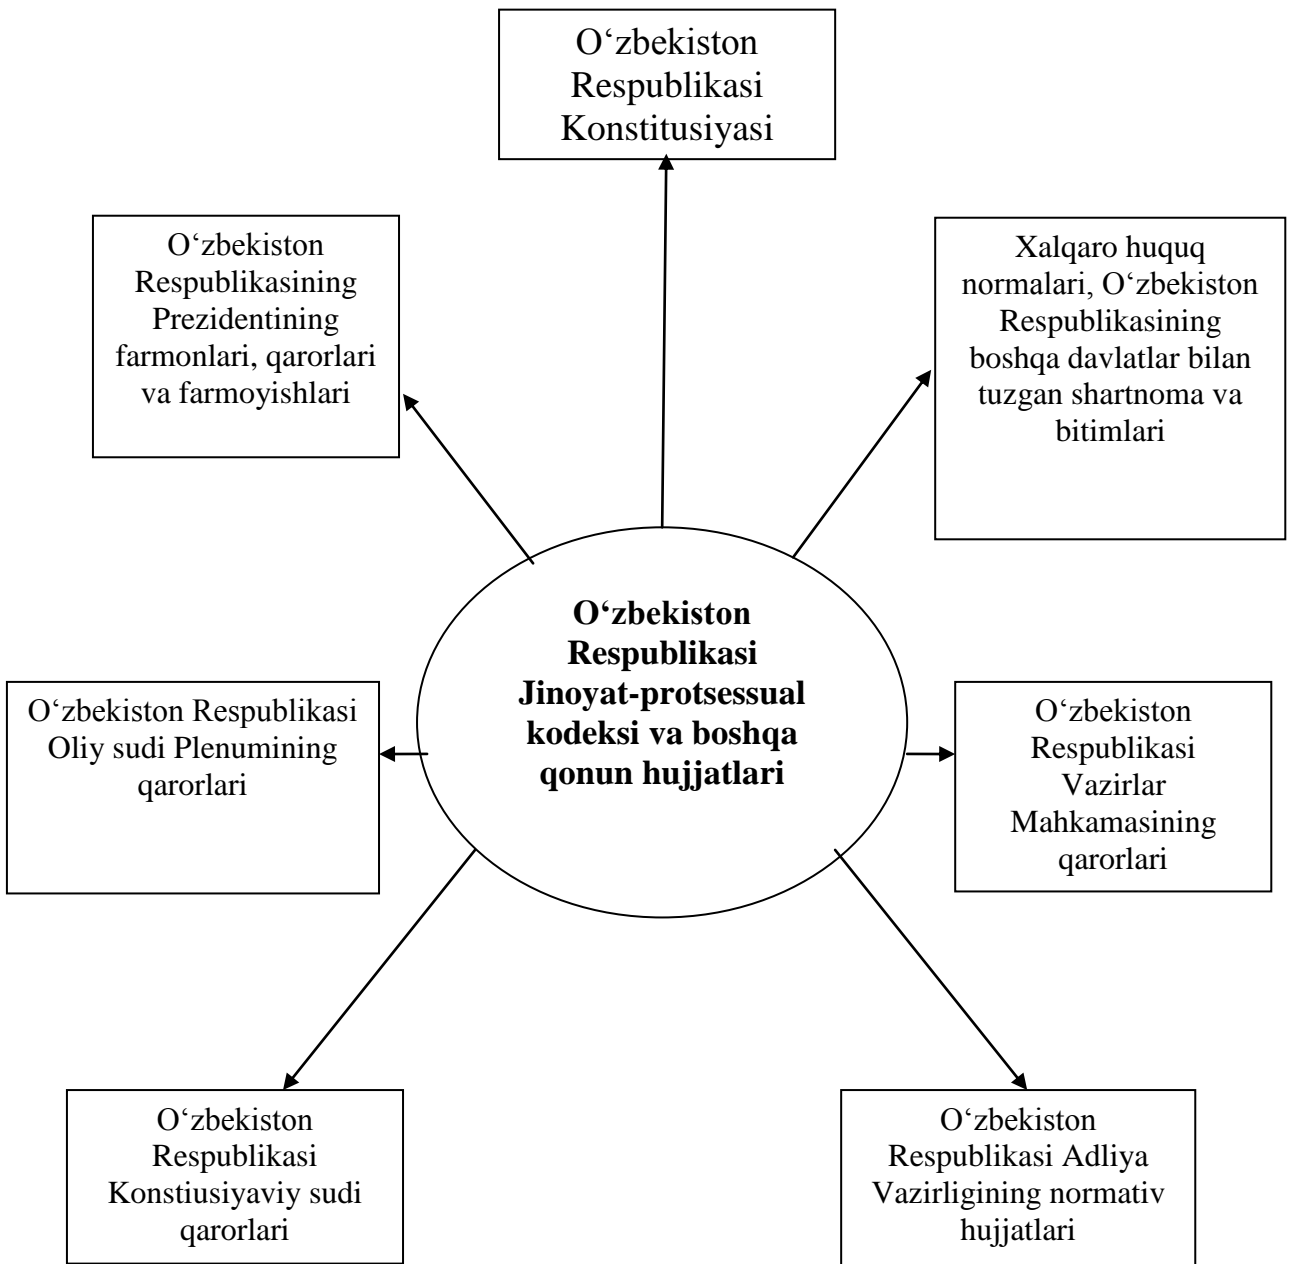 O‘zbekiston
Respublikasi
Konstitusiyasi
O‘zbekiston
Respublikasining
Prezidentining
farmonlari, qarorlari
va farmoyishlari
Xalqaro huquq
normalari, O‘zbekiston
Respublikasining
boshqa davlatlar bilan
tuzgan shartnoma va
bitimlari
O‘zbekiston
Respublikasi
Jinoyat-protsessual
kodeksi va boshqa
qonun hujjatlari
O‘zbekiston Respublikasi
Oliy sudi Plenumining
qarorlari
O‘zbekiston
Respublikasi
Vazirlar
Mahkamasining
qarorlari
O‘zbekiston
Respublikasi
Konstiusiyaviy sudi
qarorlari
O‘zbekiston
Respublikasi Adliya
Vazirligining normativ
hujjatlari